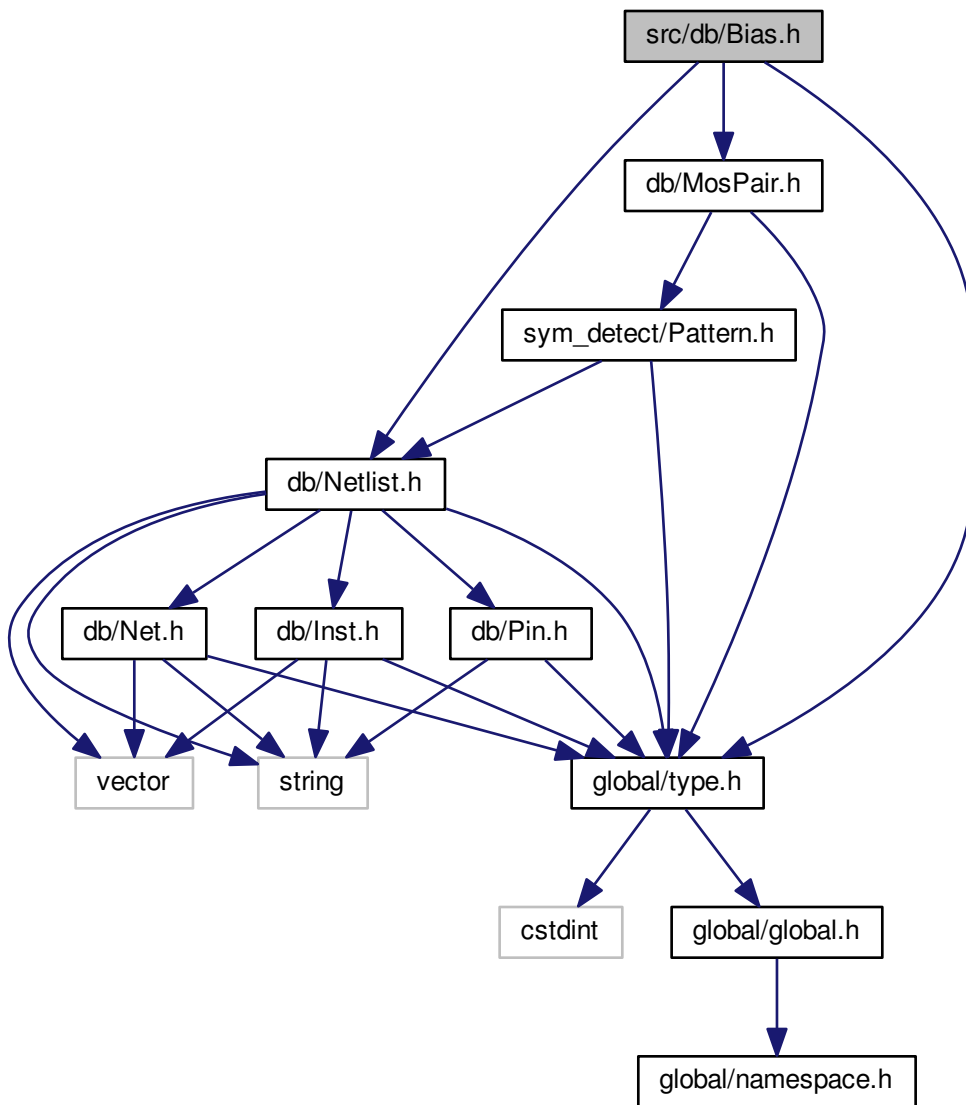 src/db/Bias.h
db/MosPair.h
sym_detect/Pattern.h
db/Netlist.h
db/Net.h
db/Inst.h
db/Pin.h
vector
string
global/type.h
cstdint
global/global.h
global/namespace.h